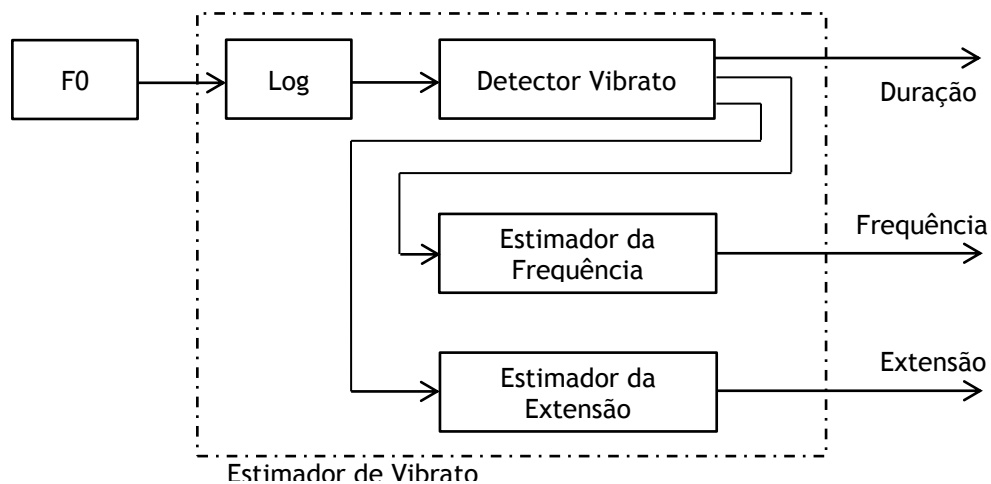 F0
Log
Detector Vibrato
Duração
Estimador da
Frequência
Frequência
Estimador da
Extensão
Extensão
Estimador de Vibrato